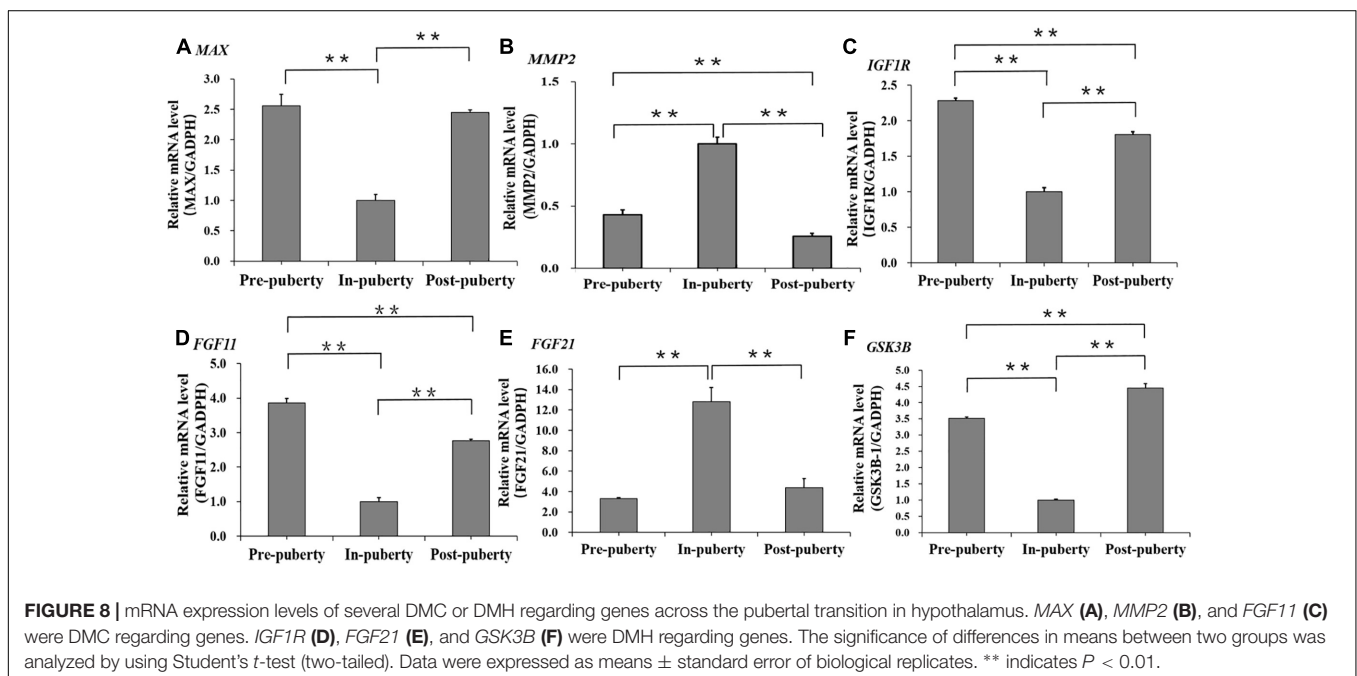 A MAX
** **
Relative mRNA level
(MAX/GADPH)
3.0
2.5
2.0
1.5
1.0
0.5
0.0
Pre-puberty In-puberty Post-puberty
B MMP2
**
** **
Relative mRNA level
(MMP2/GADPH)
1.5
1.0
0.5
0.0
Pre-puberty In-puberty Post-puberty
C IGF1R
**
**
**
Relative mRNA level
(IGF1R/GADPH)
2.5
2.0
1.5
1.0
0.5
0.0
Pre-puberty In-puberty Post-puberty
D FGF11
**
**
**
Relative mRNA level
(FGF11/GADPH)
5.0
4.0
3.0
2.0
1.0
0.0
Pre-puberty In-puberty Post-puberty
E FGF21
** **
Relative mRNA level
(FGF21/GADPH)
16.0
14.0
12.0
10.0
8.0
6.0
4.0
2.0
0.0
Pre-puberty In-puberty Post-puberty
F GSK3B
**
**
**
Relative mRNA level
(GSK3B-1/GADPH)
5.0
4.5
4.0
3.5
3.0
2.5
2.0
1.5
1.0
0.5
0.0
Pre-puberty In-puberty Post-puberty
FIGURE 8 | mRNA expression levels of several DMC or DMH regarding genes across the pubertal transition in hypothalamus. MAX (A), MMP2 (B), and FGF11 (C)
were DMC regarding genes. IGF1R (D), FGF21 (E), and GSK3B (F) were DMH regarding genes. The significance of differences in means between two groups was
analyzed by using Student's t-test (two-tailed). Data were expressed as means ± standard error of biological replicates. ** indicates P < 0.01.